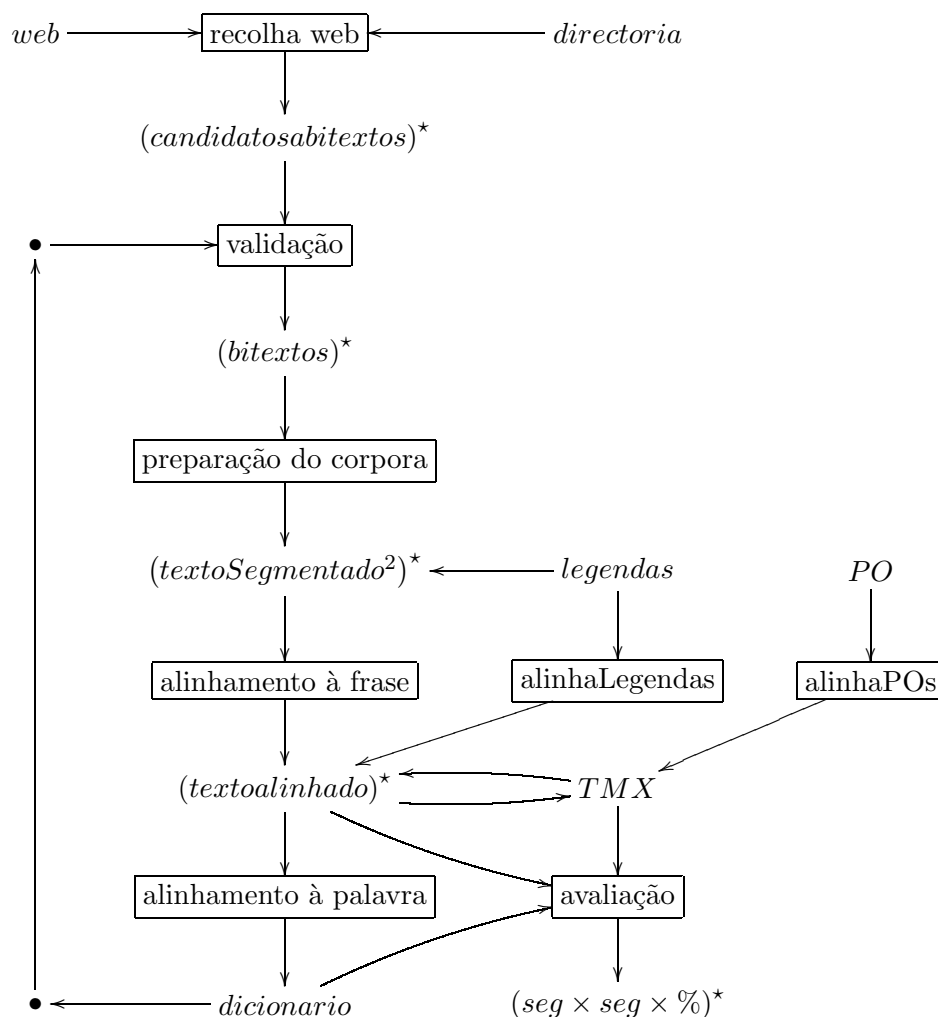 web recolha web directoria
(candidatosabitextos)*
• validação
(bitextos)*
preparação do corpora
(textoSegmentado²)* legendas PO
alinhamento à frase alinhaLegendas alinhaPOs
(textoalinhado)* TMX
alinhamento à palavra avaliação
• dicionario (seg × seg × %)*